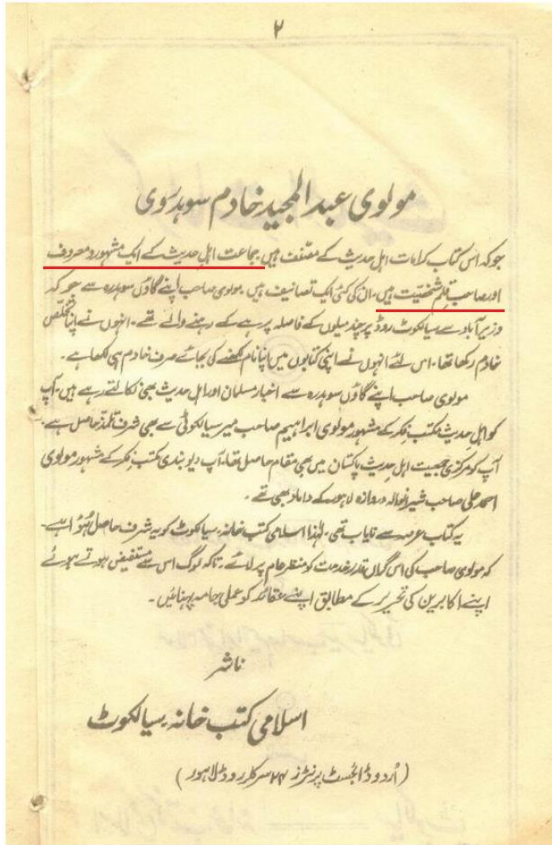 ۲
مولوی عبدالمجید خادم سوہدروی
جو کہ اس کتاب کرامات اہل حدیث کے مصنف ہیں جماعت اہل حدیث کے ایک مشہور و معروف
اور صاحب قلم شخصیت ہیں۔ ان کی کئی ایک تصانیف ہیں۔ مولوی صاحب اپنے گاؤں سوہدرہ سے جو کہ
وزیر آباد سے سیالکوٹ روڈ پر چند میلوں کے فاصلہ پر ہے کے رہنے والے تھے۔ انہوں نے اپنا تخلص
خادم رکھا تھا۔ اس لئے انہوں نے اپنی کتابوں میں اپنا نام لکھنے کی بجائے صرف خادم ہی لکھا ہے۔
مولوی صاحب اپنے گاؤں سوہدرہ سے اخبار مسلمان اور اہل حدیث بھی نکالتے رہے ہیں۔ آپ
کو اہل حدیث مکتب فکر کے مشہور مولوی ابراہیم صاحب میر سیالکوٹی سے بھی شرف تلمذ حاصل ہے۔
آپ کو مرکزی جمعیت اہل حدیث پاکستان میں بھی مقام حاصل تھا۔ آپ دیوبندی مکتب فکر کے مشہور مولوی
احمد علی صاحب شیرانوالہ دروازہ لاہور کے داماد بھی تھے۔
یہ کتاب عرصہ سے نایاب تھی۔ لہٰذا اسلامی کتب خانہ سیالکوٹ کو یہ شرف حاصل ہوا ہے۔
کہ مولوی صاحب کی اس گراں قدر خدمت کو منظر عام پر لائے۔ تاکہ لوگ اس سے مستفیض ہوتے ہوئے
اپنے اکابرین کی تحریر کے مطابق اپنے عقائد کو عملی جامہ پہنائیں۔
ناشر
اسلامی کتب خانہ۔ سیالکوٹ
(اُردو ڈائجسٹ پرنٹرز ۲۴ سرکلر روڈ لاہور)